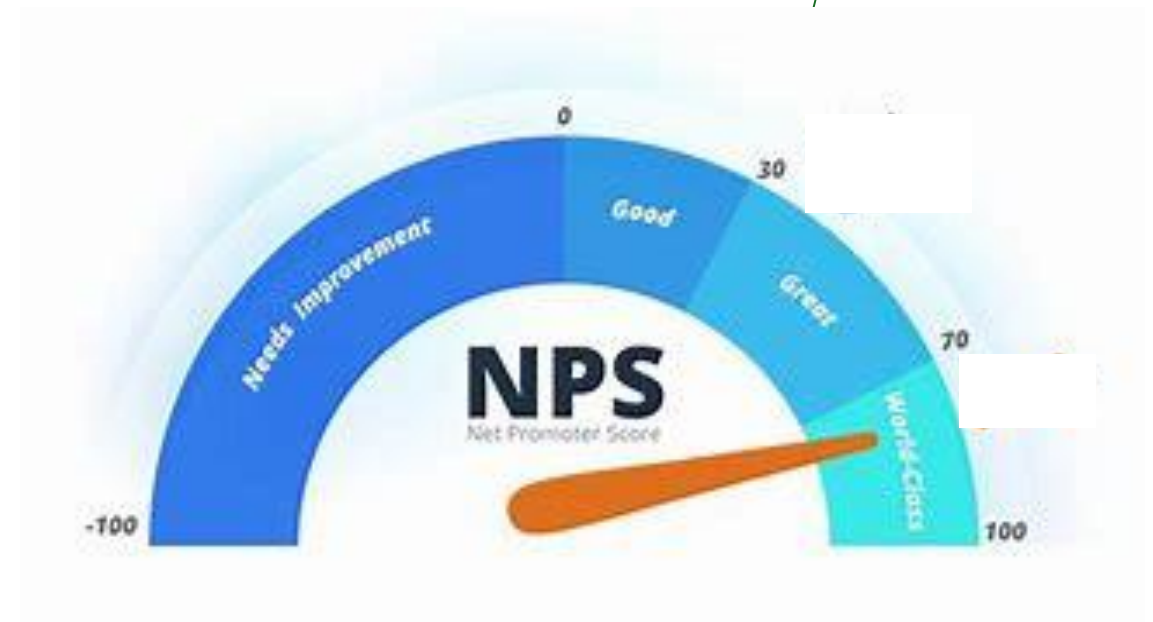 0
30
Good
Needs Improvement
Great
70
NPS
Net Promoter Score
World-Class
-100
100